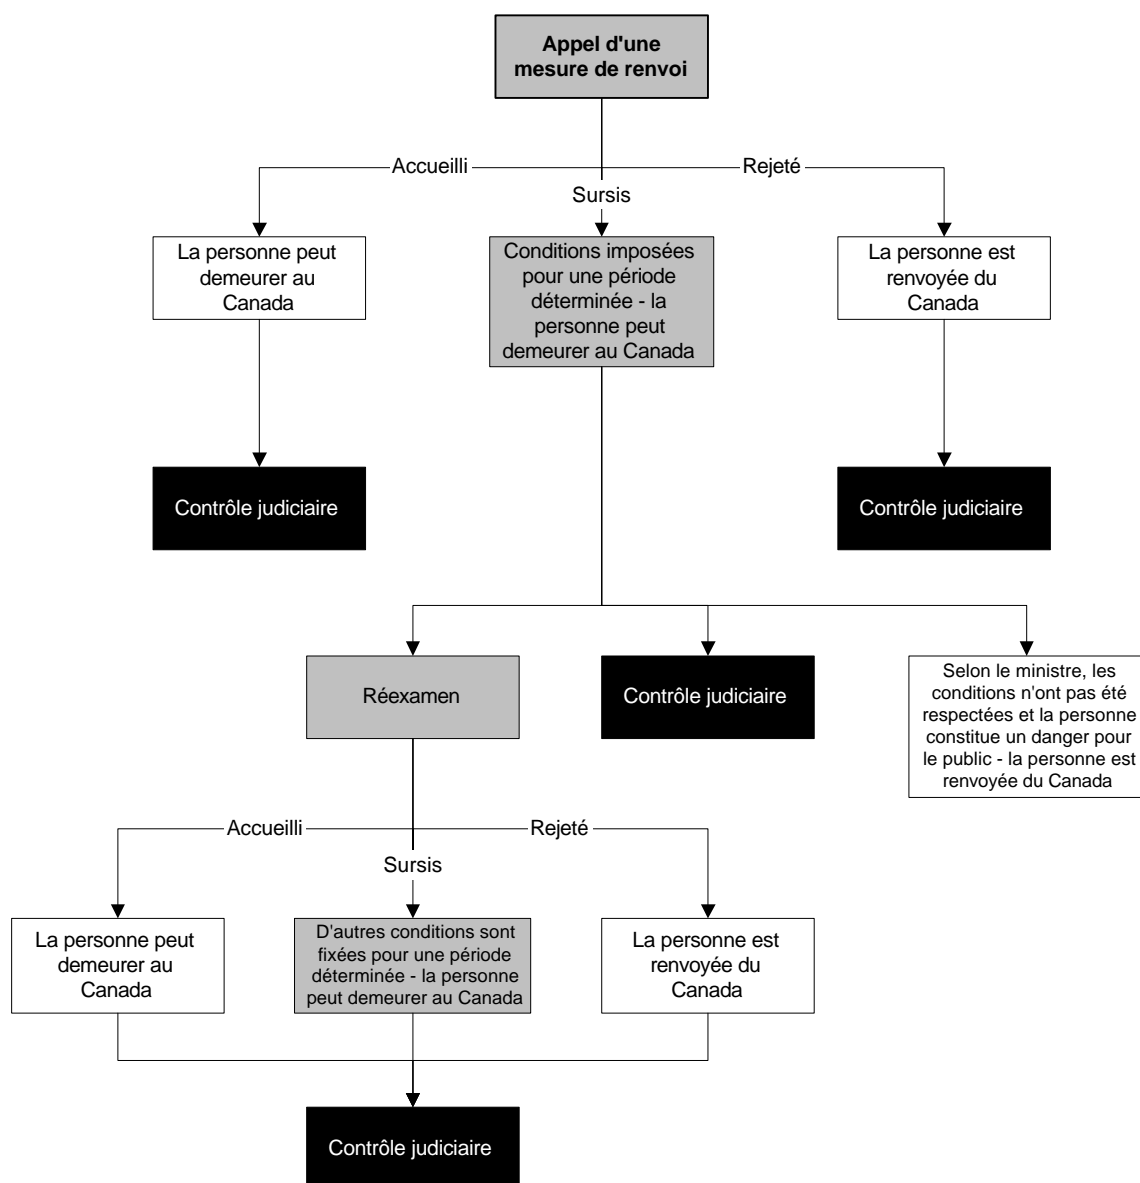 Appel d'une
mesure de renvoi
Accueilli
Rejeté
Sursis
La personne peut
demeurer au
Canada
Conditions imposées
pour une période
déterminée - la
personne peut
demeurer au Canada
La personne est
renvoyée du
Canada
Contrôle judiciaire
Contrôle judiciaire
Réexamen
Contrôle judiciaire
Selon le ministre, les
conditions n'ont pas été
respectées et la personne
constitue un danger pour
le public - la personne est
renvoyée du Canada
Accueilli
Rejeté
Sursis
La personne peut
demeurer au
Canada
D'autres conditions sont
fixées pour une période
déterminée - la personne
peut demeurer au Canada
La personne est
renvoyée du
Canada
Contrôle judiciaire